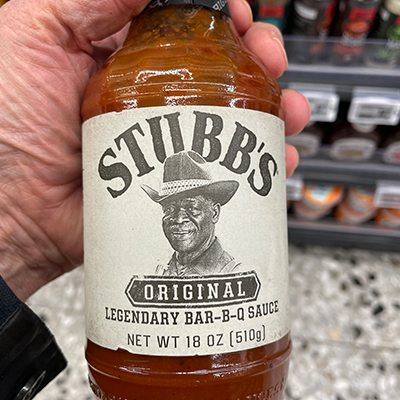 STUBB'S
ORIGINAL
LEGENDARY BAR-B-Q SAUCE
NET WT 18 OZ (510g)